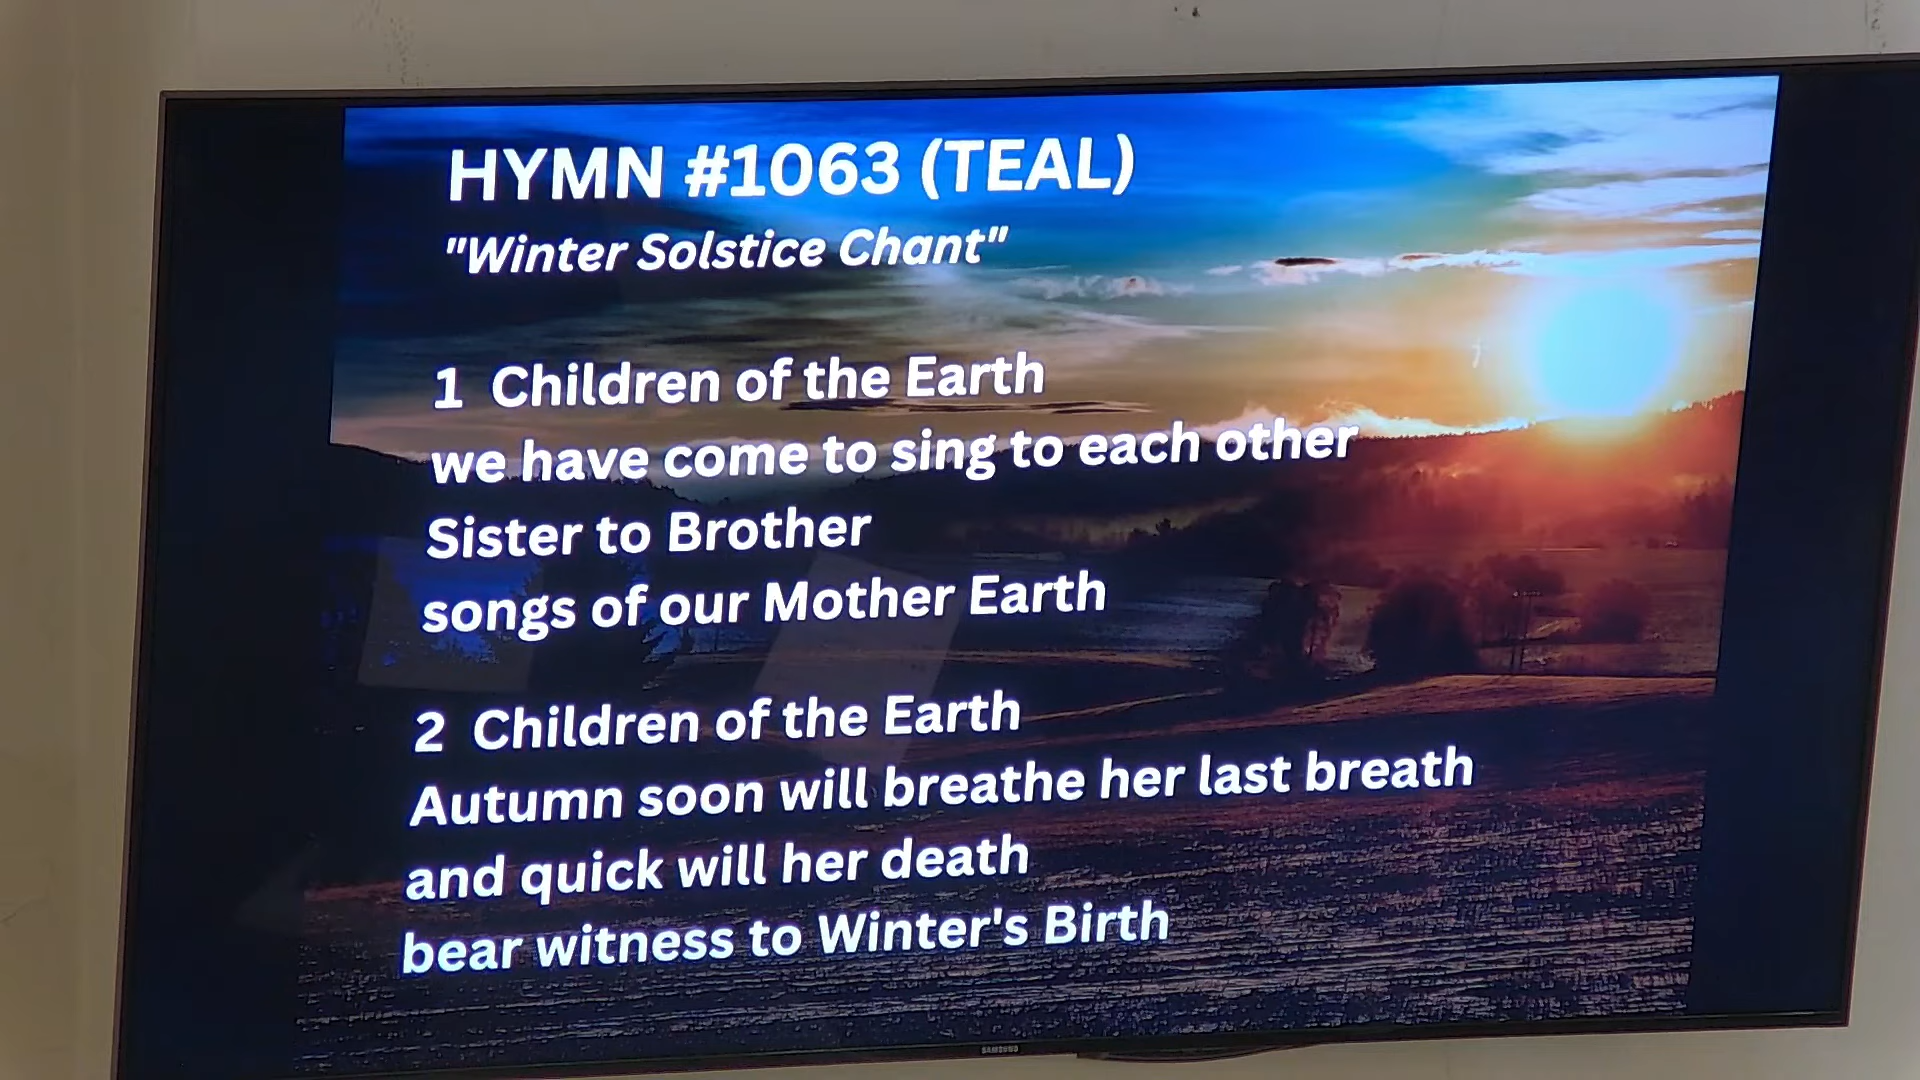 HYMN #1063 (TEAL)
"Winter Solstice Chant"
1 Children of the Earth
we have come to sing to each other
Sister to Brother
songs of our Mother Earth
2 Children of the Earth
Autumn soon will breathe her last breath
and quick will her death
bear witness to Winter's Birth
SAMSUNG